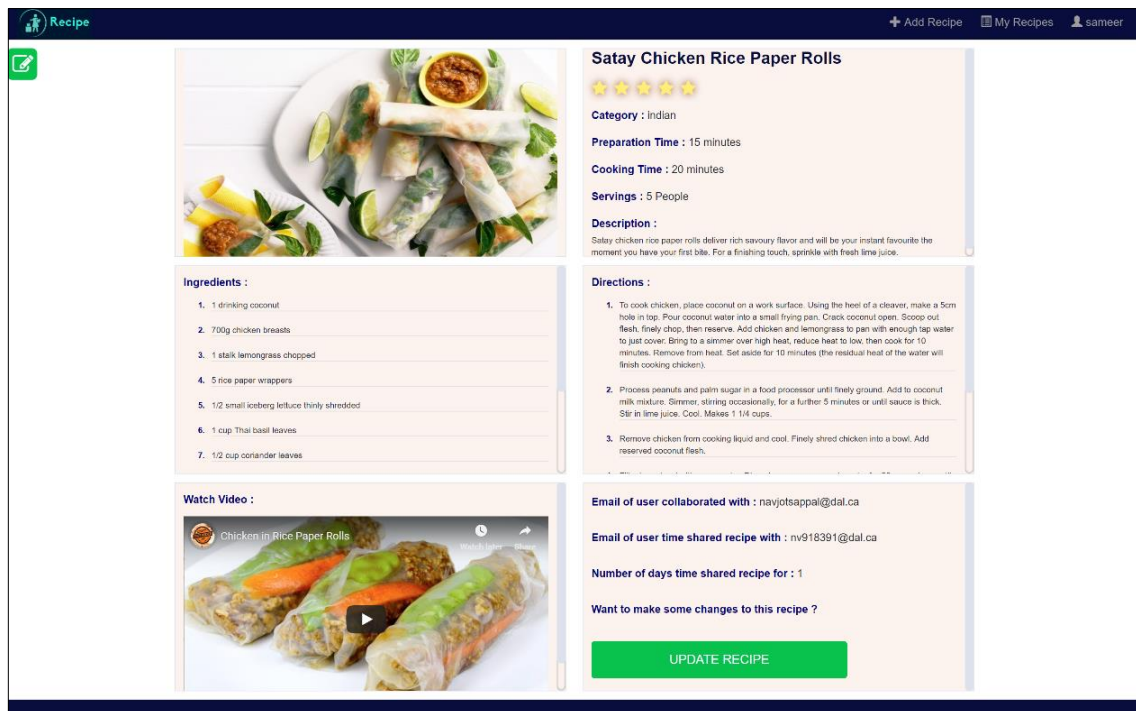 Recipe
Add Recipe
My Recipes
sameer
Satay Chicken Rice Paper Rolls
Category : indian
Preparation Time : 15 minutes
Cooking Time : 20 minutes
Servings : 5 People
Description :
Satay chicken rice paper rolls deliver rich savoury flavor and will be your instant favourite the
moment you have your first bite. For a finishing touch, sprinkle with fresh lime juice.
Ingredients :
1. 1 drinking coconut
2. 700g chicken breasts
3. 1 stalk lemongrass chopped
4. 5 rice paper wrappers
5. 1/2 small iceberg lettuce thinly shredded
6. 1 cup Thai basil leaves
7. 1/2 cup coriander leaves
Directions :
1. To cook chicken, place coconut on a work surface. Using the heel of a cleaver, make a 5cm
hole in top. Pour coconut water into a small frying pan. Crack coconut open. Scoop out
flesh, finely chop, then reserve. Add chicken and lemongrass to pan with enough tap water
to just cover. Bring to a simmer over high heat, reduce heat to low, then cook for 10
minutes. Remove from heat. Set aside for 10 minutes (the residual heat of the water will
finish cooking chicken).
2. Process peanuts and palm sugar in a food processor until finely ground. Add to coconut
milk mixture. Simmer, stirring occasionally, for a further 5 minutes or until sauce is thick.
Stir in lime juice. Cool. Makes 1 1/4 cups.
3. Remove chicken from cooking liquid and cool. Finely shred chicken into a bowl. Add
reserved coconut flesh.
Watch Video :
Chicken in Rice Paper Rolls
Watch later
Share
Email of user collaborated with : navjotsappal@dal.ca
Email of user time shared recipe with : nv918391@dal.ca
Number of days time shared recipe for : 1
Want to make some changes to this recipe ?
UPDATE RECIPE